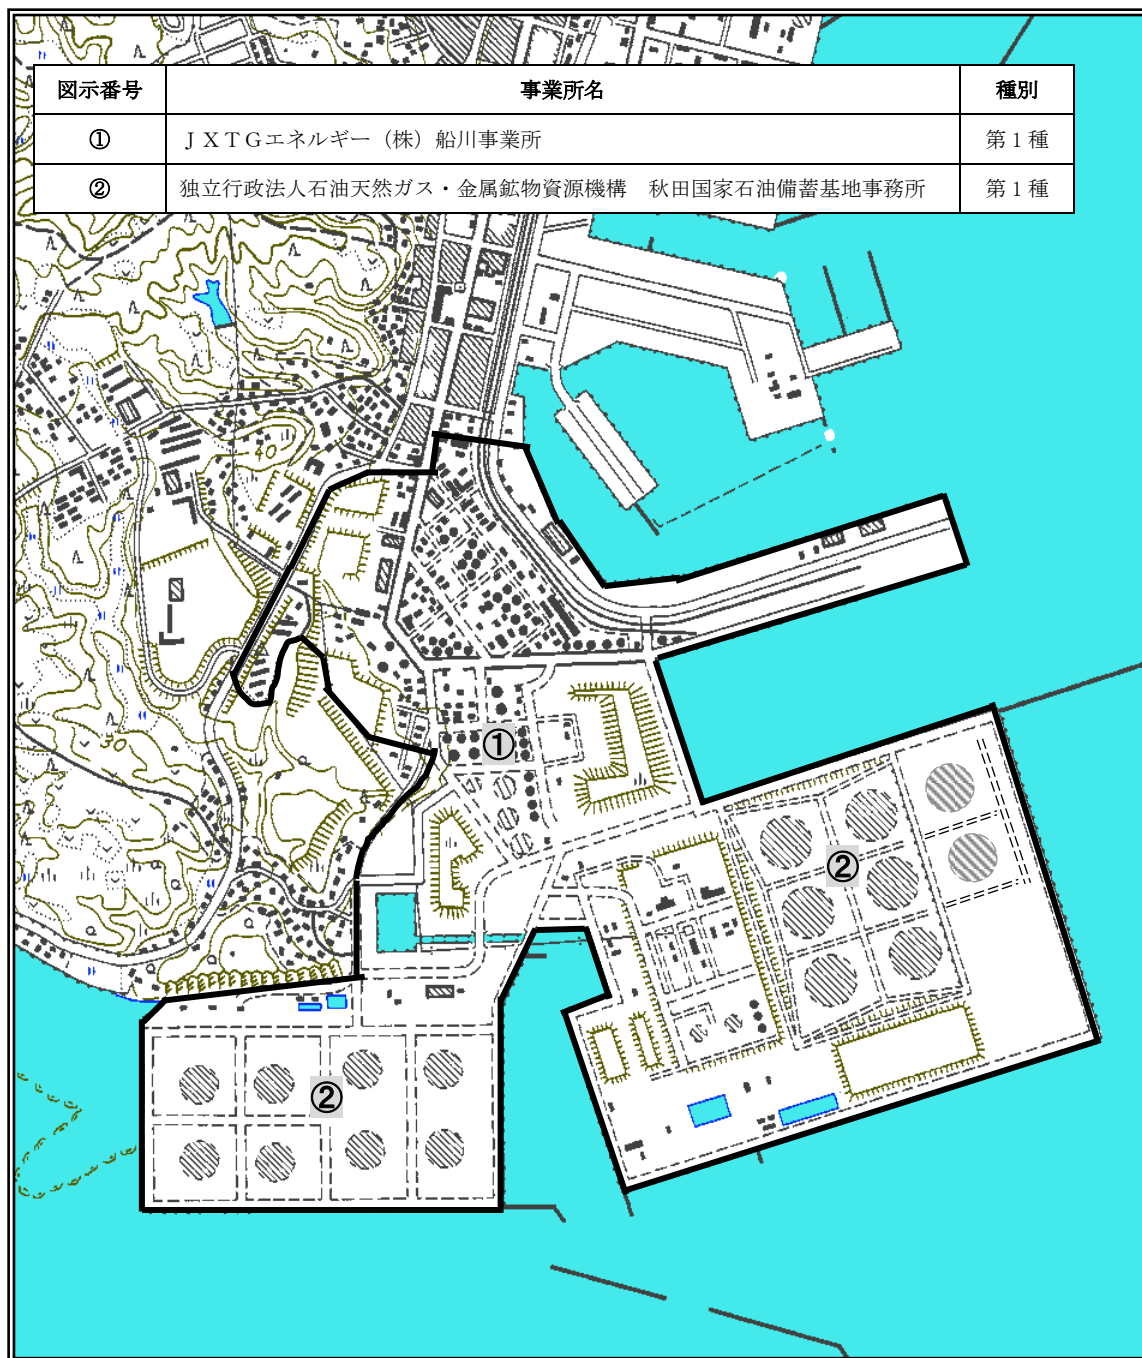 図示番号 事業所名 種別
① ＪＸＴＧエネルギー（株）船川事業所 第１種
② 独立行政法人石油天然ガス・金属鉱物資源機構　秋田国家石油備蓄基地事務所 第１種
40
30
①
②
②